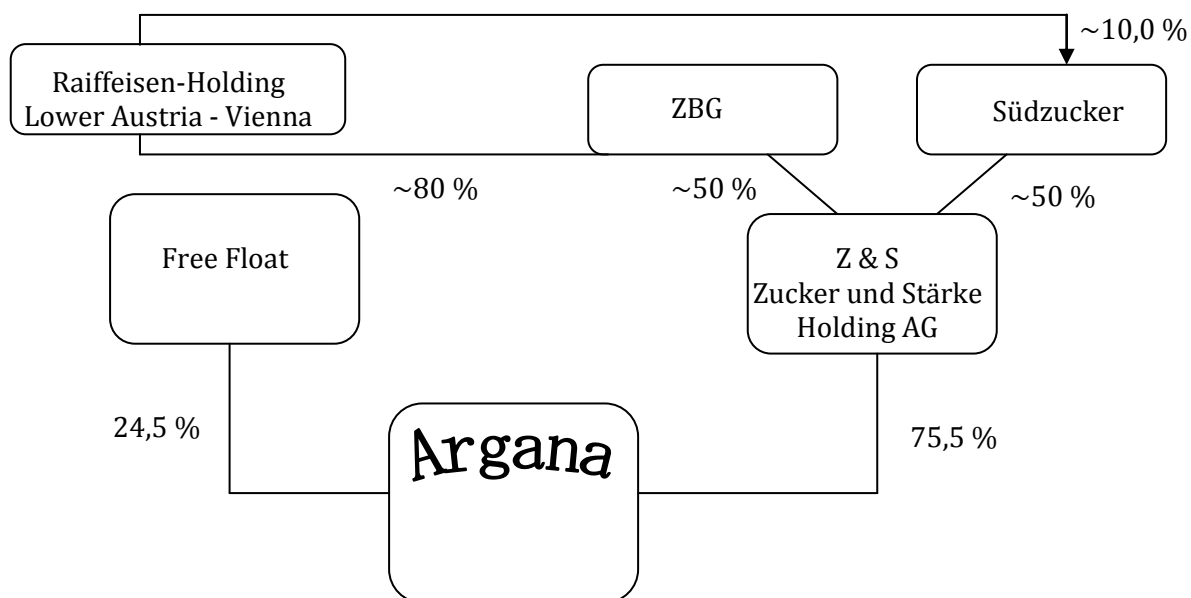 ~10,0 %
Raiffeisen-Holding
Lower Austria - Vienna
ZBG
Südzucker
~80 %
~50 %
~50 %
Free Float
Z & S
Zucker und Stärke
Holding AG
24,5 %
Argana
75,5 %